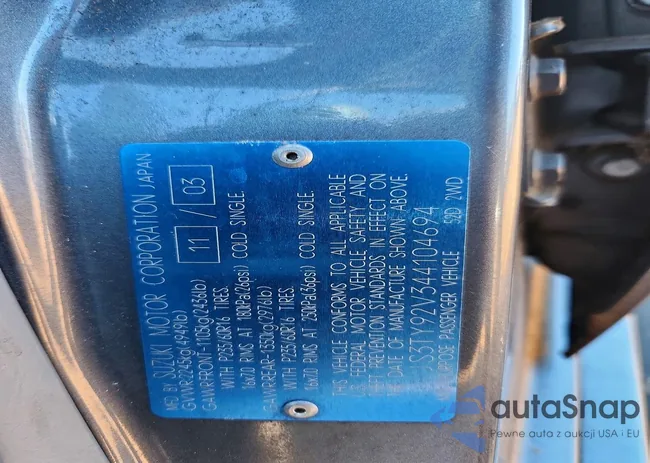 MFD BY SUZUKI MOTOR CORPORATION JAPAN
11 / 03
GVWR:2245kg(4949lb)
GAWR:FRONT-1105kg(2436lb)
WITH P235/60R16 TIRES.
16x7.0 RIMS AT 180kPa(26psi) COLD SINGLE.
GAWR:REAR-1350kg(2976lb)
WITH P235/60R16 TIRES.
16x7.0 RIMS AT 250kPa(36psi) COLD SINGLE.
THIS VEHICLE CONFORMS TO ALL APPLICABLE
U.S. FEDERAL MOTOR VEHICLE SAFETY AND
THEFT PREVENTION STANDARDS IN EFFECT ON
THE DATE OF MANUFACTURE SHOWN ABOVE.
S3TY92V344104694
PURPOSE PASSENGER VEHICLE 2WD
autaSnap
Pewne auta z aukcji USA i EU